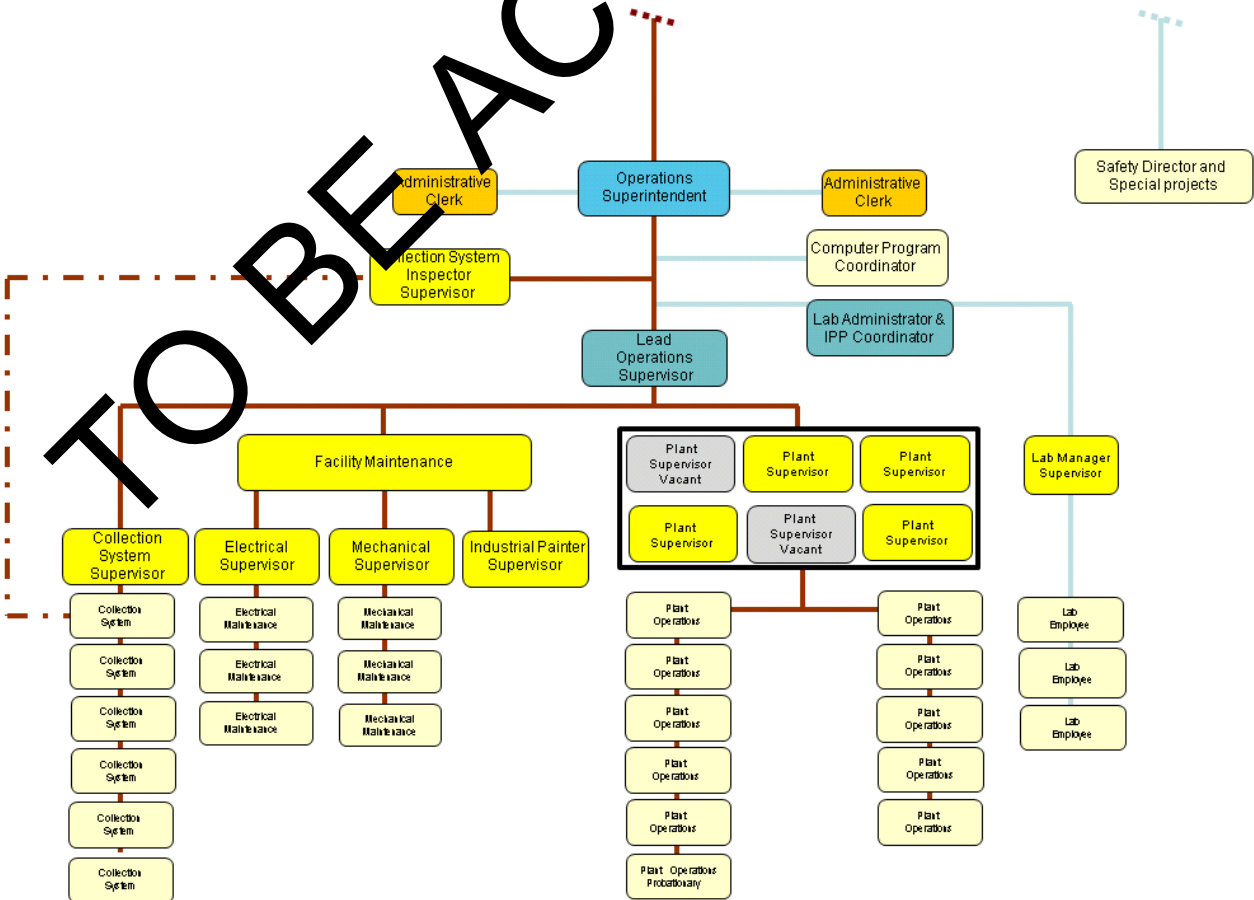 TO BE AC
Administrative
Clerk
Operations
Superintendent
Administrative
Clerk
Safety Director and
Special projects
Computer Program
Coordinator
System
Inspector
Supervisor
Lab Administrator &
IPP Coordinator
Lead
Operations
Supervisor
Facility Maintenance
Plant
Supervisor
Vacant
Plant
Supervisor
Plant
Supervisor
Lab Manager
Supervisor
Plant
Supervisor
Plant
Supervisor
Vacant
Plant
Supervisor
Collection
System
Supervisor
Electrical
Supervisor
Mechanical
Supervisor
Industrial Painter
Supervisor
Collection
System
Electrical
Maintenance
Mechanical
Maintenance
Plant
Operations
Plant
Operations
Lab
Employee
Collection
System
Electrical
Maintenance
Mechanical
Maintenance
Plant
Operations
Plant
Operations
Lab
Employee
Collection
System
Electrical
Maintenance
Mechanical
Maintenance
Plant
Operations
Plant
Operations
Lab
Employee
Collection
System
Plant
Operations
Plant
Operations
Collection
System
Plant
Operations
Plant
Operations
Collection
System
Plant Operations
Probationary